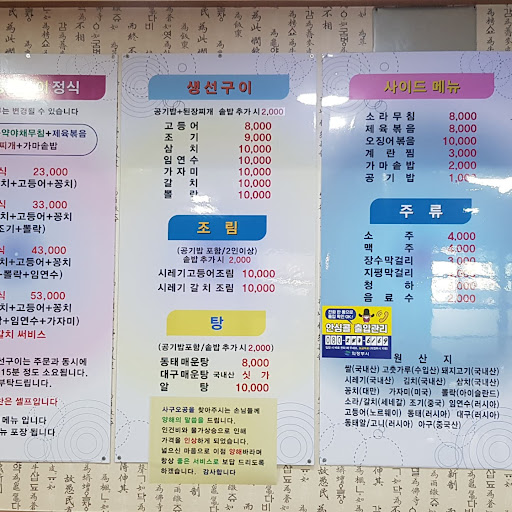 이 정식
는 변경될 수 있습니다
약야채무침+제육볶음
찌개+가마솥밥
식 23,000
치+고등어+꽁치)
식 33,000
치+고등어+꽁치
조기+뽈락)
식 43,000
치+고등어+꽁치
+뽈락+임연수)
식 53,000
치+고등어+꽁치
락+임연수+가자미)
갈치 써비스
선구이는 주문과 동시에
15분 정도 소요됩니다.
부탁드립니다.
반은 셀프입니다
메뉴 입니다
로 포장 됩니다
생선구이
공기밥+된장찌개 솥밥 추가 시 2,000
고등어 8,000
조기 9,000
삼치 10,000
임연수 10,000
가자미 10,000
갈치 10,000
뽈락 10,000
조림
(공기밥 포함/2인이상)
솥밥 추가 시 2,000
시레기고등어조림 10,000
시레기 갈치 조림 10,000
탕
(공기밥포함/솥밥 추가시 2,000)
동태매운탕 8,000
대구매운탕 국내산 싯가
알탕 10,000
사구오공을 찾아주시는 손님들께
양해의 말씀을 드립니다.
인건비와 물가상승으로 인해
가격을 인상하게 되었습니다.
넓으신 마음으로 이점 양해바라며
항상 좋은 서비스로 보답 드리도록
하겠습니다. 감사합니다
사이드 메뉴
소라무침 8,000
제육볶음 8,000
오징어볶음 10,000
계란찜 3,000
가마솥밥 2,000
공기밥 1,000
주류
소주 4,000
맥주 4,000
장수막걸리 3,000
지평막걸리 3,000
청하
음료수 2,000
안심콜 출입관리
의정부시
원산지
쌀(국내산) 고춧가루(수입산) 돼지고기(국내산)
시레기(국내산) 김치(국내산) 삼치(국내산)
꽁치(대만) 가자미(미국) 뽈락(아이슬란드)
소라/갈치(세네갈) 조기(중국) 임연수(러시아)
고등어(노르웨이) 동태(러시아) 대구(러시아)
동태알/고니(러시아) 아구(중국산)